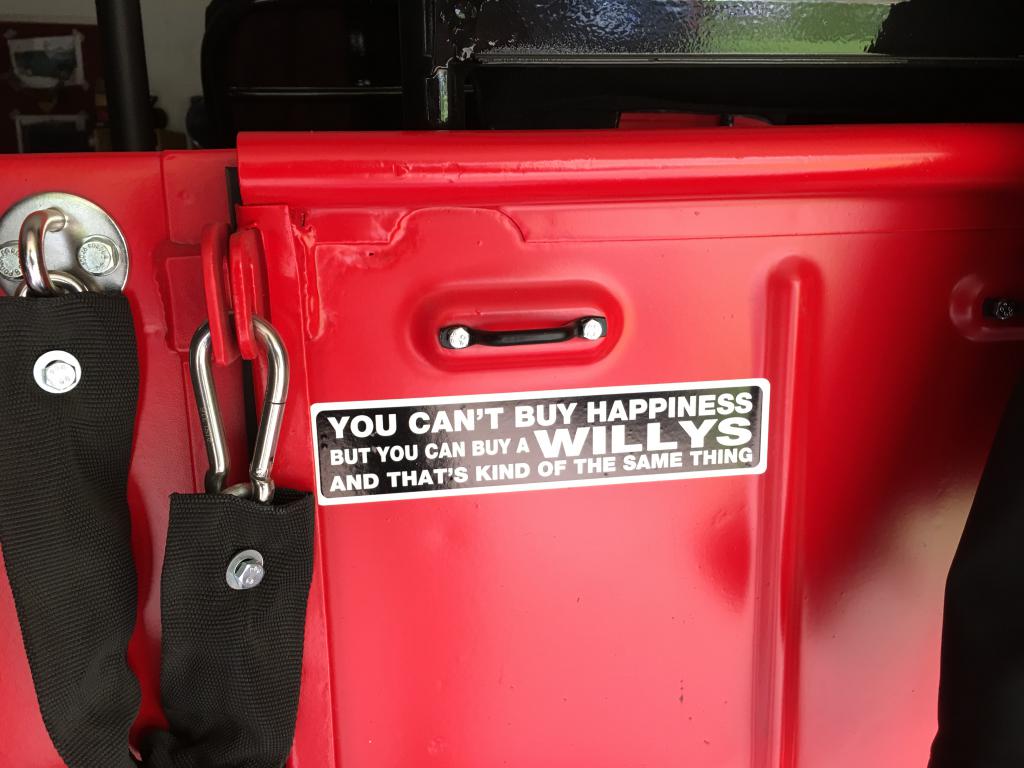 YOU CAN'T BUY HAPPINESS
BUT YOU CAN BUY A WILLYS
AND THAT'S KIND OF THE SAME THING